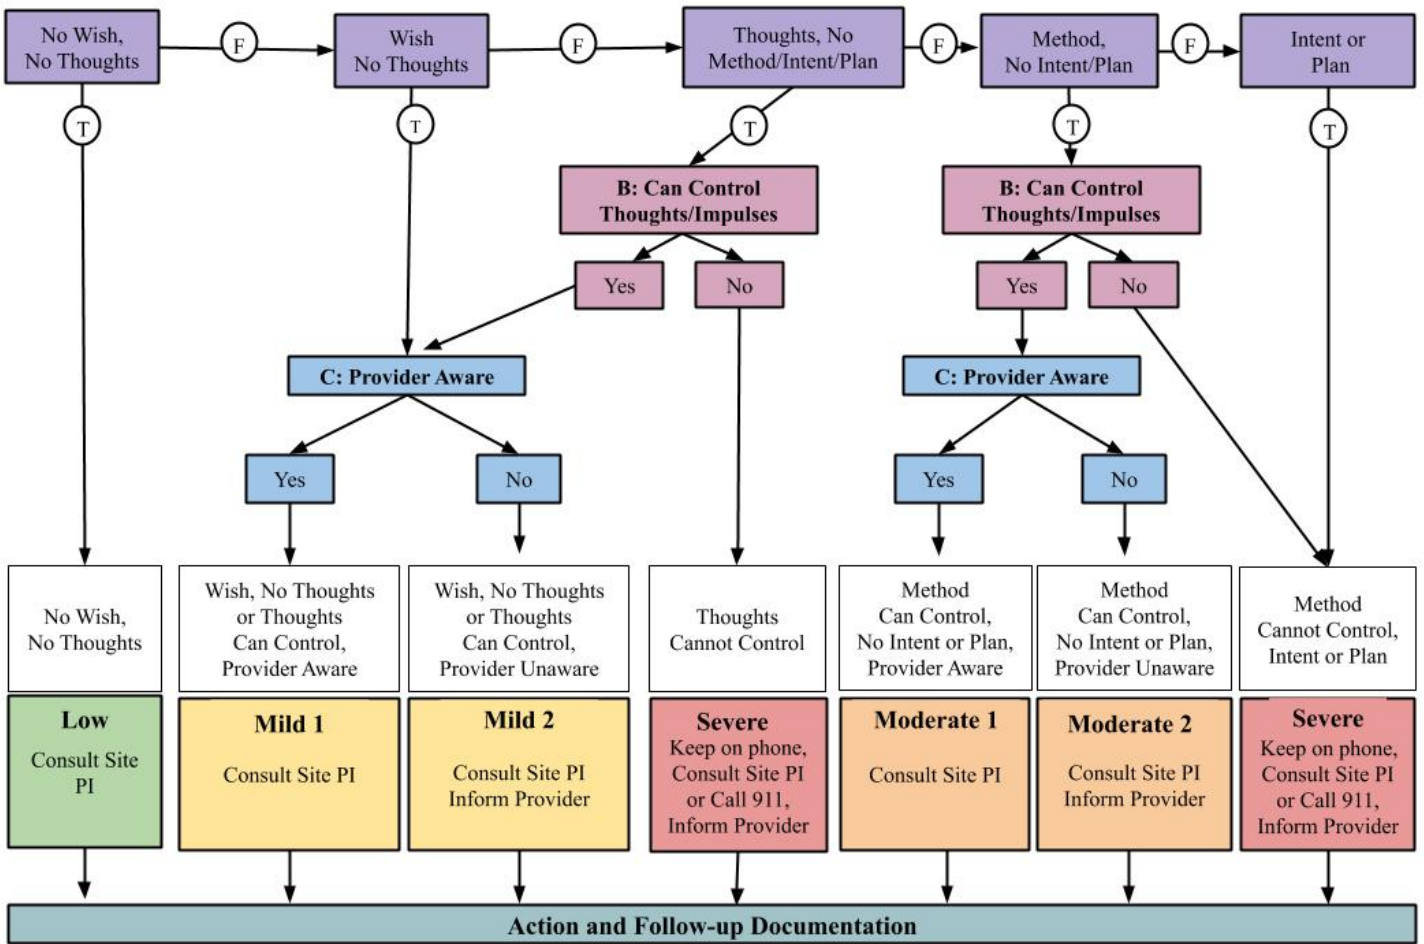 No Wish,
No Thoughts
F
Wish
No Thoughts
F
Thoughts, No
Method/Intent/Plan
F
Method,
No Intent/Plan
F
Intent or
Plan
T
T
T
T
T
B: Can Control
Thoughts/Impulses
B: Can Control
Thoughts/Impulses
Yes
No
Yes
No
C: Provider Aware
C: Provider Aware
Yes
No
Yes
No
No Wish,
No Thoughts
Wish, No Thoughts
or Thoughts
Can Control,
Provider Aware
Wish, No Thoughts
or Thoughts
Can Control,
Provider Unaware
Thoughts
Cannot Control
Method
Can Control,
No Intent or Plan,
Provider Aware
Method
Can Control,
No Intent or Plan,
Provider Unaware
Method
Cannot Control,
Intent or Plan
Low
Consult Site
PI
Mild 1
Consult Site PI
Mild 2
Consult Site PI
Inform Provider
Severe
Keep on phone,
Consult Site PI
or Call 911,
Inform Provider
Moderate 1
Consult Site PI
Moderate 2
Consult Site PI
Inform Provider
Severe
Keep on phone,
Consult Site PI
or Call 911,
Inform Provider
Action and Follow-up Documentation